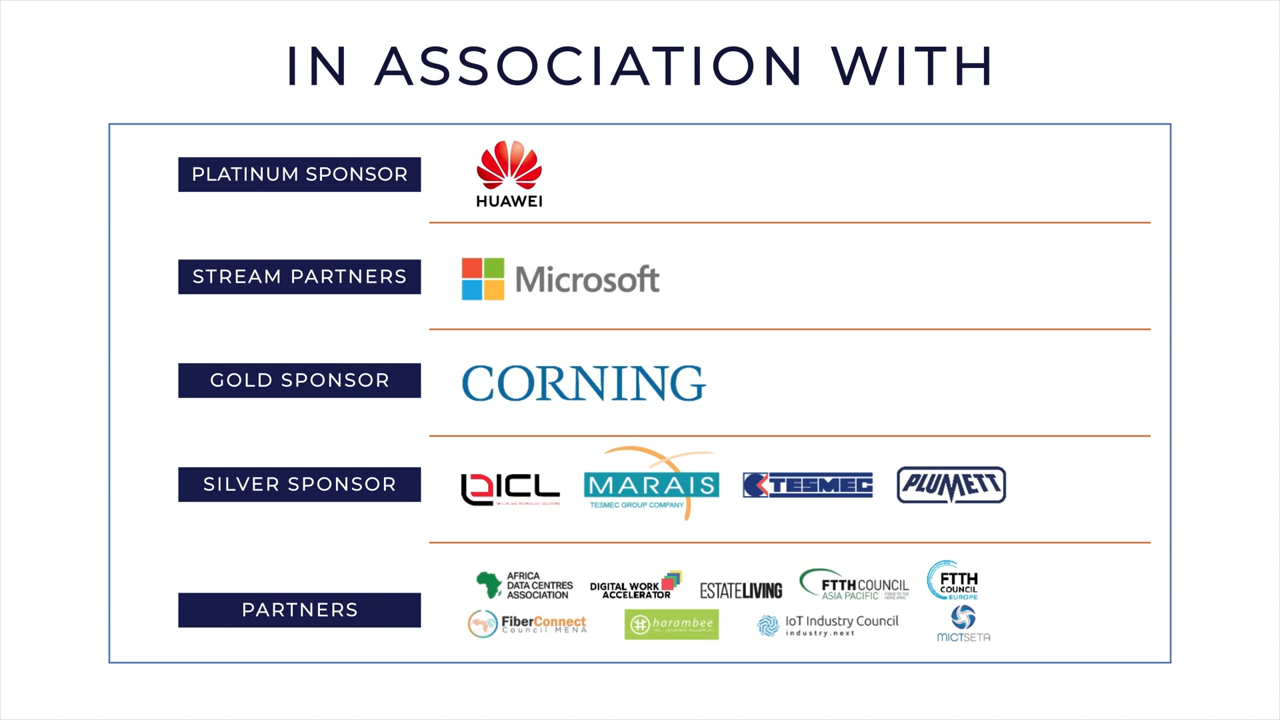 IN ASSOCIATION WITH
PLATINUM SPONSOR
HUAWEI
STREAM PARTNERS
Microsoft
GOLD SPONSOR
CORNING
SILVER SPONSOR
ICL
MARAIS
TESMEC GROUP COMPANY
TESMEC
PLUMETT
PARTNERS
AFRICA
DATA CENTRES
ASSOCIATION
DIGITAL WORK
ACCELERATOR
ESTATE LIVING
FTTH COUNCIL
ASIA PACIFIC
FTTH
COUNCIL
EUROPE
FiberConnect
Council MENA
harambee
IoT Industry Council
industry.next
MICTSETA